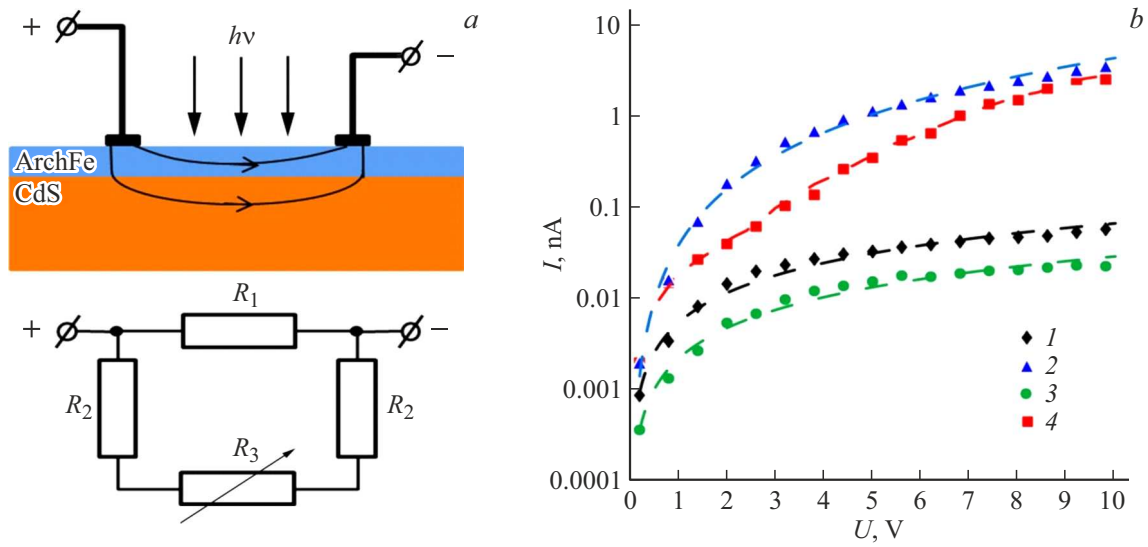 a
+
−
hν
ArchFe
CdS
R1
+
−
R2
R2
R3
b
10
1
0.1
0.01
0.001
0.0001
I, nA
1
2
3
4
0 1 2 3 4 5 6 7 8 9 10
U, V